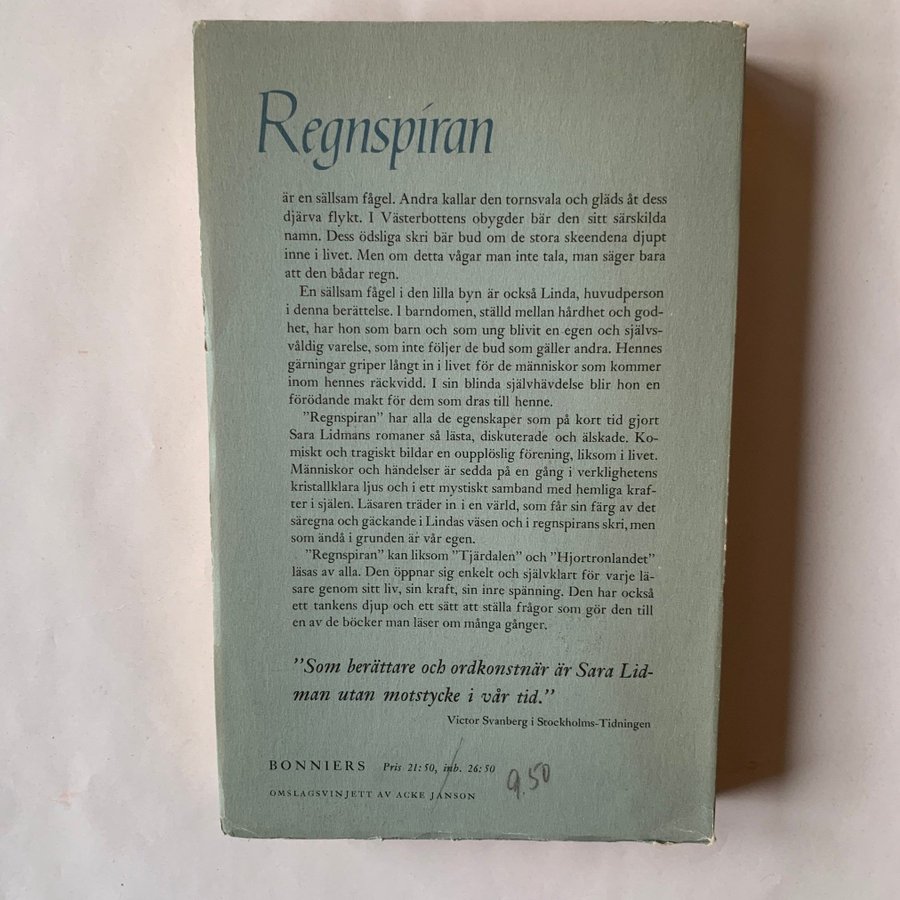 Regnspiran
är en sällsam fågel. Andra kallar den tornsvala och gläds åt dess
djärva flykt. I Västerbottens obygder bär den sitt särskilda
namn. Dess ödsliga skri bär bud om de stora skeendena djupt
inne i livet. Men om detta vågar man inte tala, man säger bara
att den bådar regn.
En sällsam fågel i den lilla byn är också Linda, huvudperson
i denna berättelse. I barndomen, ställd mellan hårdhet och god-
het, har hon som barn och som ung blivit en egen och självs-
våldig varelse, som inte följer de bud som gäller andra. Hennes
gärningar griper långt in i livet för de människor som kommer
inom hennes räckvidd. I sin blinda självhävdelse blir hon en
förödande makt för dem som dras till henne.
”Regnspiran” har alla de egenskaper som på kort tid gjort
Sara Lidmans romaner så lästa, diskuterade och älskade. Ko-
miskt och tragiskt bildar en oupplöslig förening, liksom i livet.
Människor och händelser är sedda på en gång i verklighetens
kristallklara ljus och i ett mystiskt samband med hemliga kraf-
ter i själen. Läsaren träder in i en värld, som får sin färg av det
säregna och gäckande i Lindas väsen och i regnspirans skri, men
som ändå i grunden är vår egen.
”Regnspiran” kan liksom ”Tjärdalen” och ”Hjortronlandet”
läsas av alla. Den öppnar sig enkelt och självklart för varje lä-
sare genom sitt liv, sin kraft, sin inre spänning. Den har också
ett tankens djup och ett sätt att ställa frågor som gör den till
en av de böcker man läser om många gånger.
”Som berättare och ordkonstnär är Sara Lid-
man utan motstycke i vår tid.”
Victor Svanberg i Stockholms-Tidningen
BONNIERS Pris 21:50, inb. 26:50
9.50
OMSLAGSVINJETT AV ACKE JANSON